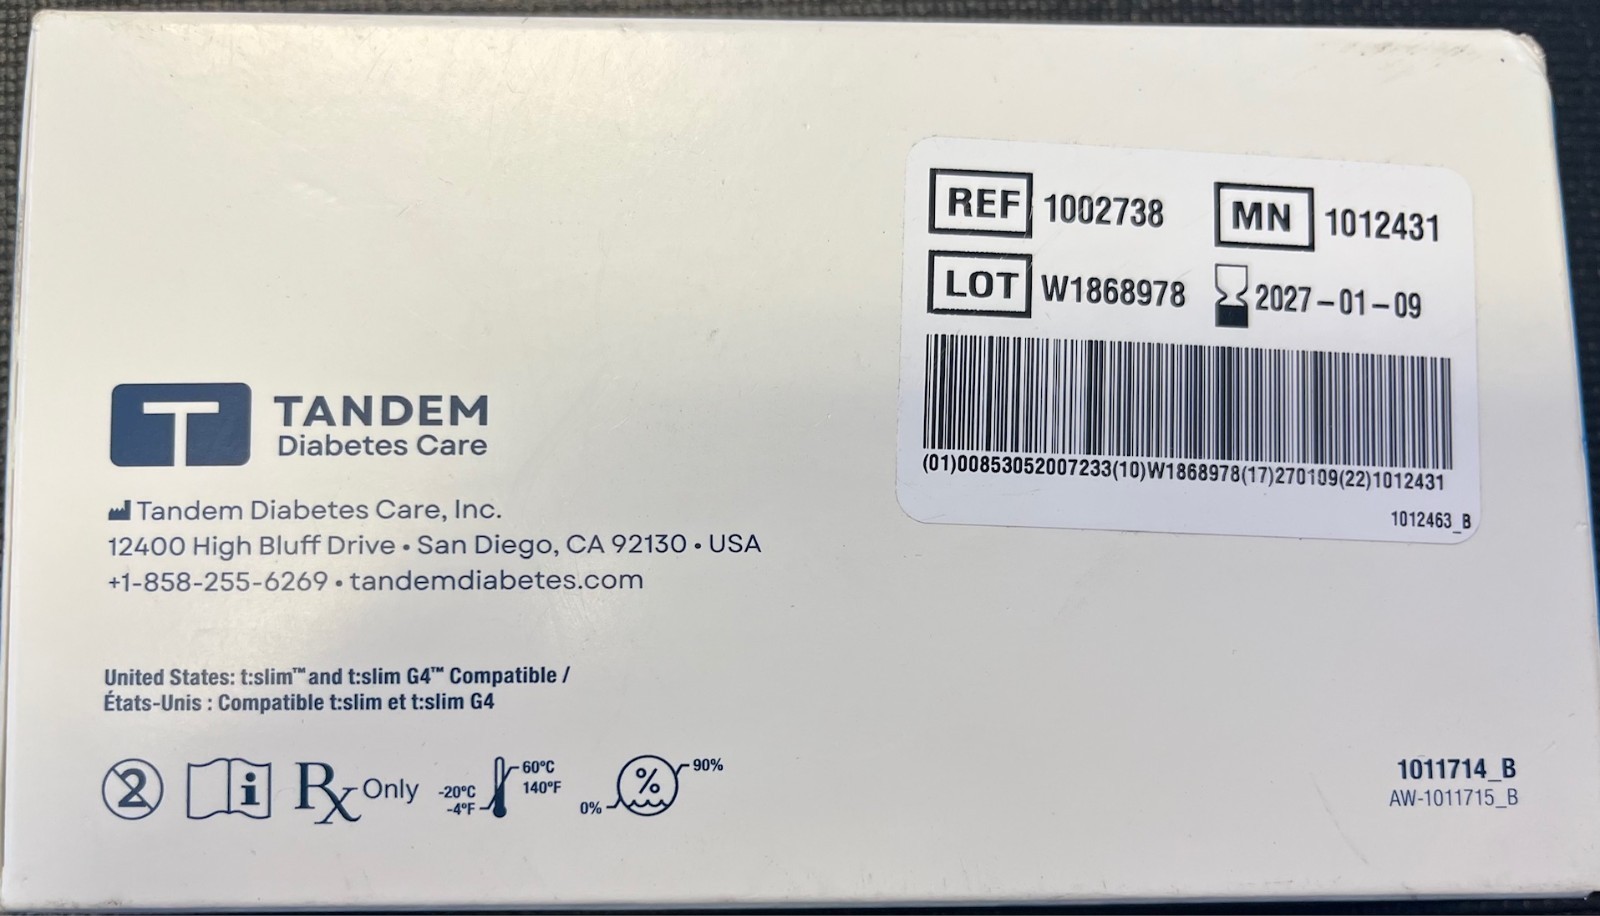 REF 1002738 MN 1012431
LOT W1868978 2027-01-09
(01)00853052007233(10)W1868978(17)270109(22)1012431
1012463_B
T TANDEM
Diabetes Care
Tandem Diabetes Care, Inc.
12400 High Bluff Drive • San Diego, CA 92130 • USA
+1-858-255-6269 • tandemdiabetes.com
United States: t:slim™ and t:slim G4™ Compatible /
États-Unis : Compatible t:slim et t:slim G4
2 i Rx Only -20°C -4°F 60°C 140°F 0% % 90%
1011714_B
AW-1011715_B